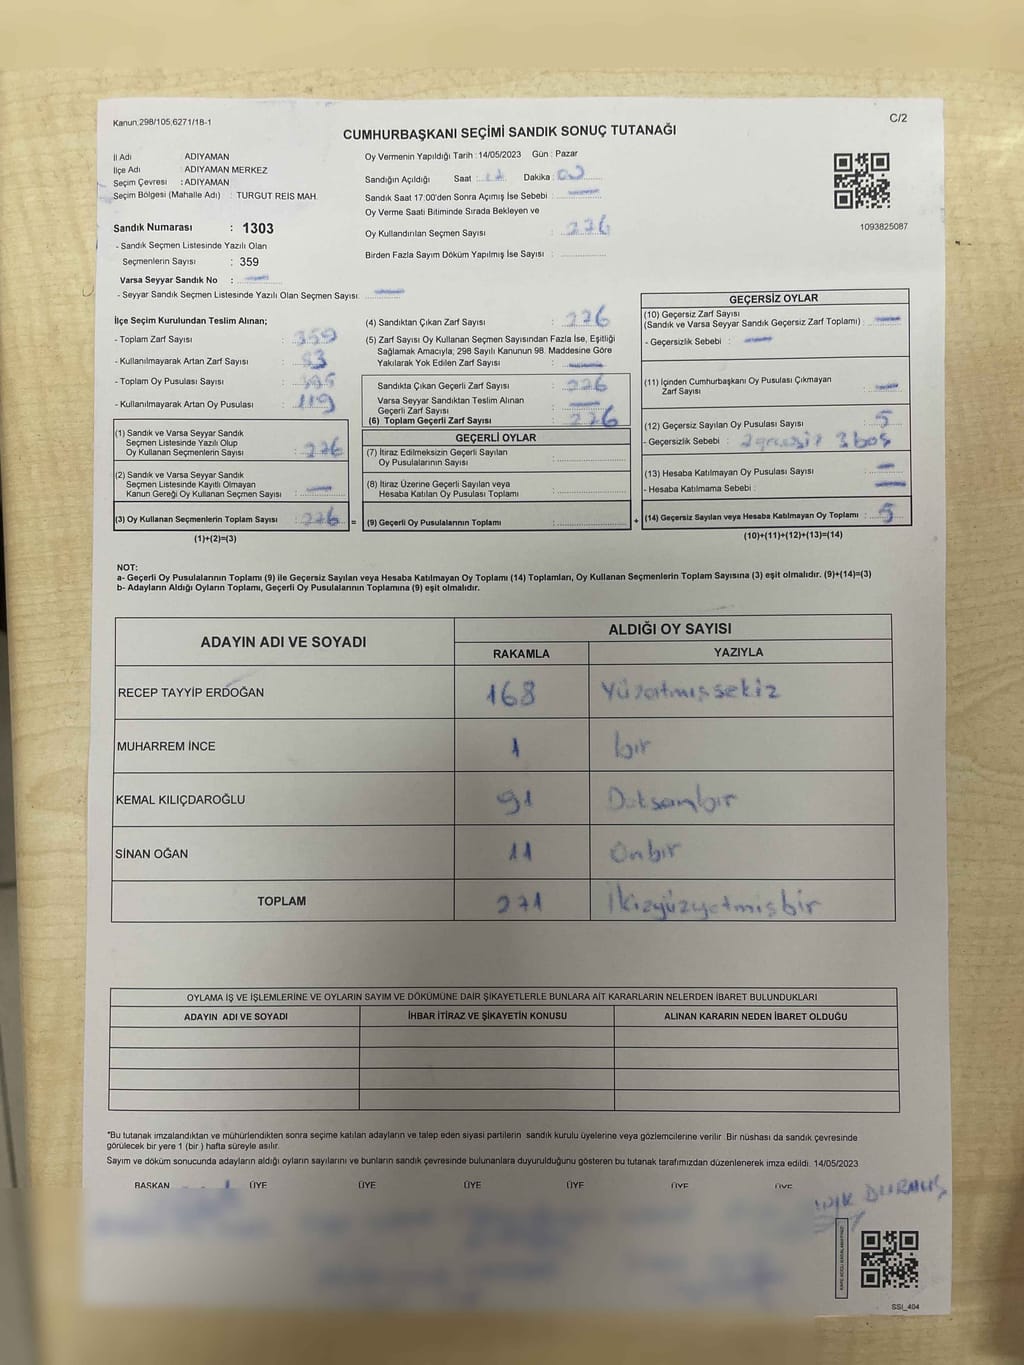 Kanun:298/105,6271/18-1
C/2
CUMHURBAŞKANI SEÇİMİ SANDIK SONUÇ TUTANAĞI
İl Adı ADIYAMAN
İlçe Adı : ADIYAMAN MERKEZ
Seçim Çevresi : ADIYAMAN
Seçim Bölgesi (Mahalle Adı) : TURGUT REİS MAH.
Sandık Numarası : 1303
- Sandık Seçmen Listesinde Yazılı Olan
Seçmenlerin Sayısı : 359
Varsa Seyyar Sandık No :
- Seyyar Sandık Seçmen Listesinde Yazılı Olan Seçmen Sayısı:
Oy Vermenin Yapıldığı Tarih : 14/05/2023 Gün : Pazar
Sandığın Açıldığı Saat : Dakika : 00
Sandık Saat 17.00'den Sonra Açılmış İse Sebebi :
Oy Verme Saati Bitiminde Sırada Bekleyen ve
Oy Kullandırılan Seçmen Sayısı : 276
Birden Fazla Sayım Döküm Yapılmış İse Sayısı :
1093825087
İlçe Seçim Kurulundan Teslim Alınan;
- Toplam Zarf Sayısı : 359
- Kullanılmayarak Artan Zarf Sayısı : 83
- Toplam Oy Pusulası Sayısı : 395
- Kullanılmayarak Artan Oy Pusulası : 119
(1) Sandık ve Varsa Seyyar Sandık
Seçmen Listesinde Yazılı Olup
Oy Kullanan Seçmenlerin Sayısı : 276
(2) Sandık ve Varsa Seyyar Sandık
Seçmen Listesinde Kayıtlı Olmayan
Kanun Gereği Oy Kullanan Seçmen Sayısı :
(3) Oy Kullanan Seçmenlerin Toplam Sayısı : 276 =
(1)+(2)=(3)
(4) Sandıktan Çıkan Zarf Sayısı : 276
(5) Zarf Sayısı Oy Kullanan Seçmen Sayısından Fazla İse, Eşitliği
Sağlamak Amacıyla; 298 Sayılı Kanunun 98. Maddesine Göre
Yakılarak Yok Edilen Zarf Sayısı :
Sandıkta Çıkan Geçerli Zarf Sayısı : 276
Varsa Seyyar Sandıktan Teslim Alınan
Geçerli Zarf Sayısı :
(6) Toplam Geçerli Zarf Sayısı : 276
GEÇERLİ OYLAR
(7) İtiraz Edilmeksizin Geçerli Sayılan
Oy Pusulalarının Sayısı :
(8) İtiraz Üzerine Geçerli Sayılan veya
Hesaba Katılan Oy Pusulası Toplamı :
(9) Geçerli Oy Pusulalarının Toplamı : +
GEÇERSİZ OYLAR
(10) Geçersiz Zarf Sayısı
(Sandık ve Varsa Seyyar Sandık Geçersiz Zarf Toplamı) :
- Geçersizlik Sebebi :
(11) İçinden Cumhurbaşkanı Oy Pusulası Çıkmayan
Zarf Sayısı :
(12) Geçersiz Sayılan Oy Pusulası Sayısı : 5
- Geçersizlik Sebebi : 2 geçersiz 3 boş
(13) Hesaba Katılmayan Oy Pusulası Sayısı :
- Hesaba Katılmama Sebebi :
(14) Geçersiz Sayılan veya Hesaba Katılmayan Oy Toplamı : 5
(10)+(11)+(12)+(13)=(14)
NOT:
a- Geçerli Oy Pusulalarının Toplamı (9) ile Geçersiz Sayılan veya Hesaba Katılmayan Oy Toplamı (14) Toplamları, Oy Kullanan Seçmenlerin Toplam Sayısına (3) eşit olmalıdır. (9)+(14)=(3)
b- Adayların Aldığı Oyların Toplamı, Geçerli Oy Pusulalarının Toplamına (9) eşit olmalıdır.
ADAYIN ADI VE SOYADI ALDIĞI OY SAYISI
RAKAMLA YAZIYLA
RECEP TAYYİP ERDOĞAN 168 Yüzatmışsekiz
MUHARREM İNCE 1 bir
KEMAL KILIÇDAROĞLU 91 Doksanbir
SİNAN OĞAN 11 Onbir
TOPLAM 271 İkizyüzyetmişbir
OYLAMA İŞ VE İŞLEMLERİNE VE OYLARIN SAYIM VE DÖKÜMÜNE DAİR ŞİKAYETLERLE BUNLARA AİT KARARLARIN NELERDEN İBARET BULUNDUKLARI
ADAYIN ADI VE SOYADI İHBAR İTİRAZ VE ŞİKAYETİN KONUSU ALINAN KARARIN NEDEN İBARET OLDUĞU
*Bu tutanak imzalandıktan ve mühürlendikten sonra seçime katılan adayların ve talep eden siyasi partilerin sandık kurulu üyelerine veya gözlemcilerine verilir. Bir nüshası da sandık çevresinde
görülecek bir yere 1 (bir ) hafta süreyle asılır.
Sayım ve döküm sonucunda adayların aldığı oyların sayılarını ve bunların sandık çevresinde bulunanlara duyurulduğunu gösteren bu tutanak tarafımızdan düzenlenerek imza edildi. 14/05/2023
BAŞKAN ÜYE ÜYE ÜYE ÜYE ÜYE ÜYE
DURMUŞ
SSI_404